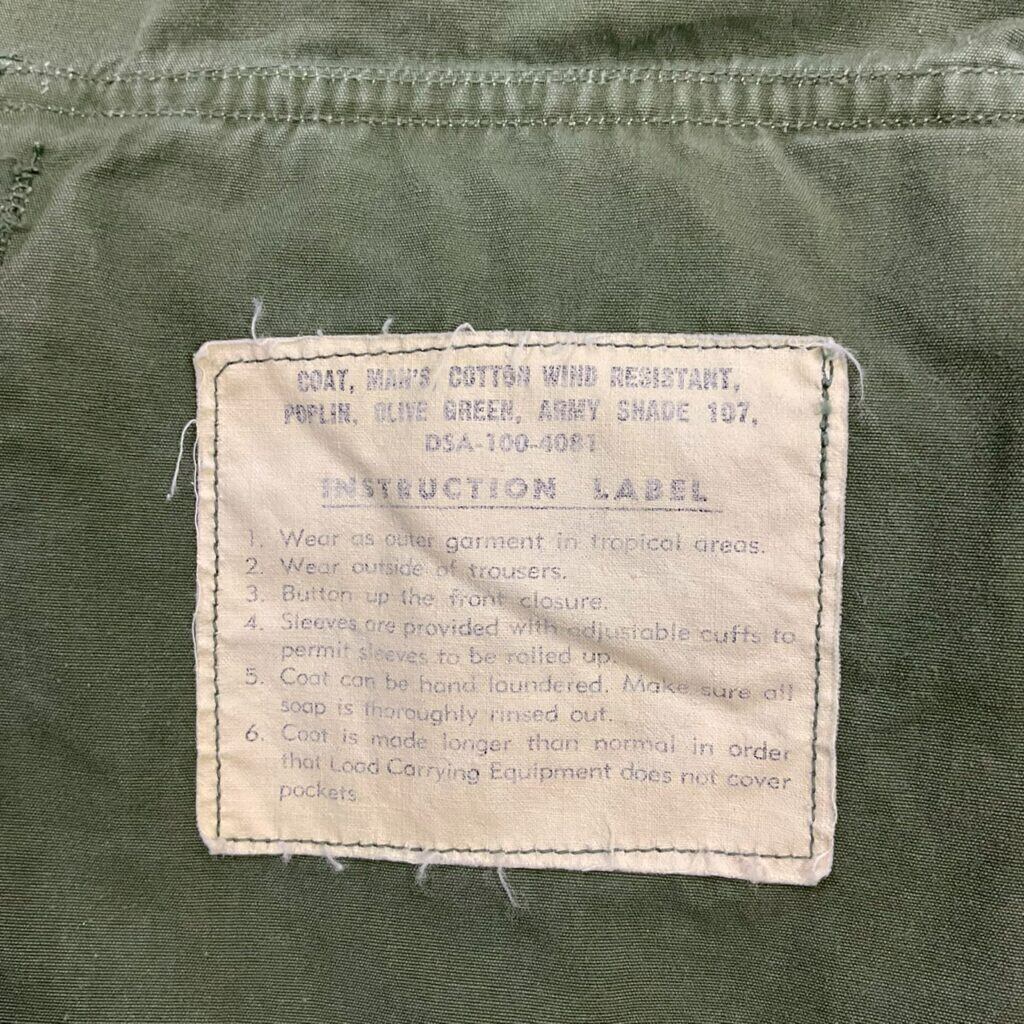 COAT, MAN'S, COTTON WIND RESISTANT,
POPLIN, OLIVE GREEN, ARMY SHADE 107,
DSA-100-4081
INSTRUCTION LABEL
1. Wear as outer garment in tropical areas.
2. Wear outside of trousers.
3. Button up the front closure.
4. Sleeves are provided with adjustable cuffs to
permit sleeves to be rolled up.
5. Coat can be hand laundered. Make sure all
soap is thoroughly rinsed out.
6. Coat is made longer than normal in order
that Load Carrying Equipment does not cover
pockets.